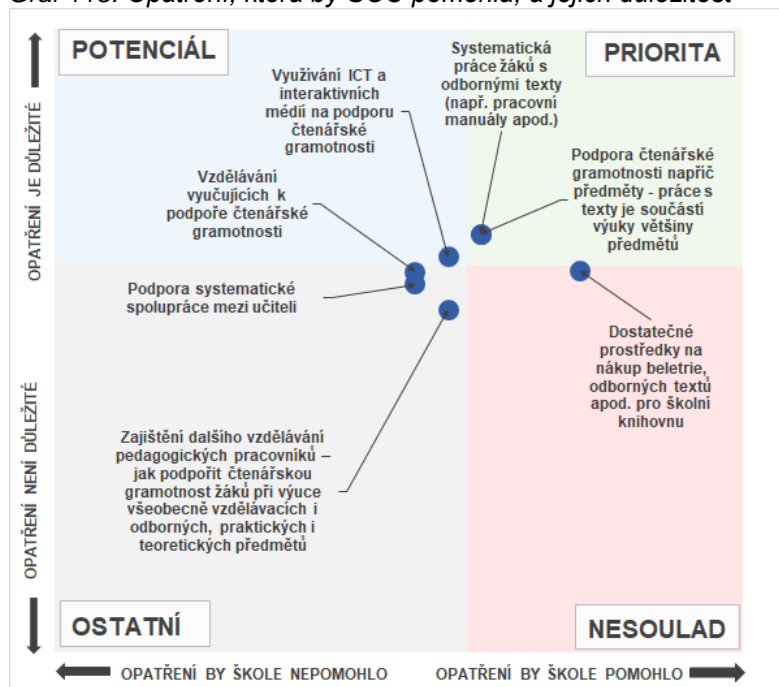 POTENCIÁL
PRIORITA
Systematická
práce žáků s
odbornými texty
(např. pracovní
manuály apod.)
Využívání ICT a
interaktivních
médií na podporu
čtenářské
gramotnosti
Podpora čtenářské
gramotnosti napříč
předměty - práce s
texty je součástí
výuky většiny
předmětů
Vzdělávání
vyučujících k
podpoře čtenářské
gramotnosti
Podpora systematické
spolupráce mezi učiteli
Dostatečné
prostředky na
nákup beletrie,
odborných textů
apod. pro školní
knihovnu
Zajištění dalšího vzdělávání
pedagogických pracovníků –
jak podpořit čtenářskou
gramotnost žáků při výuce
všeobecně vzdělávacích i
odborných, praktických i
teoretických předmětů
OSTATNÍ
NESOULAD
OPATŘENÍ JE DŮLEŽITÉ
OPATŘENÍ NENÍ DŮLEŽITÉ
OPATŘENÍ BY ŠKOLE NEPOMOHLO
OPATŘENÍ BY ŠKOLE POMOHLO